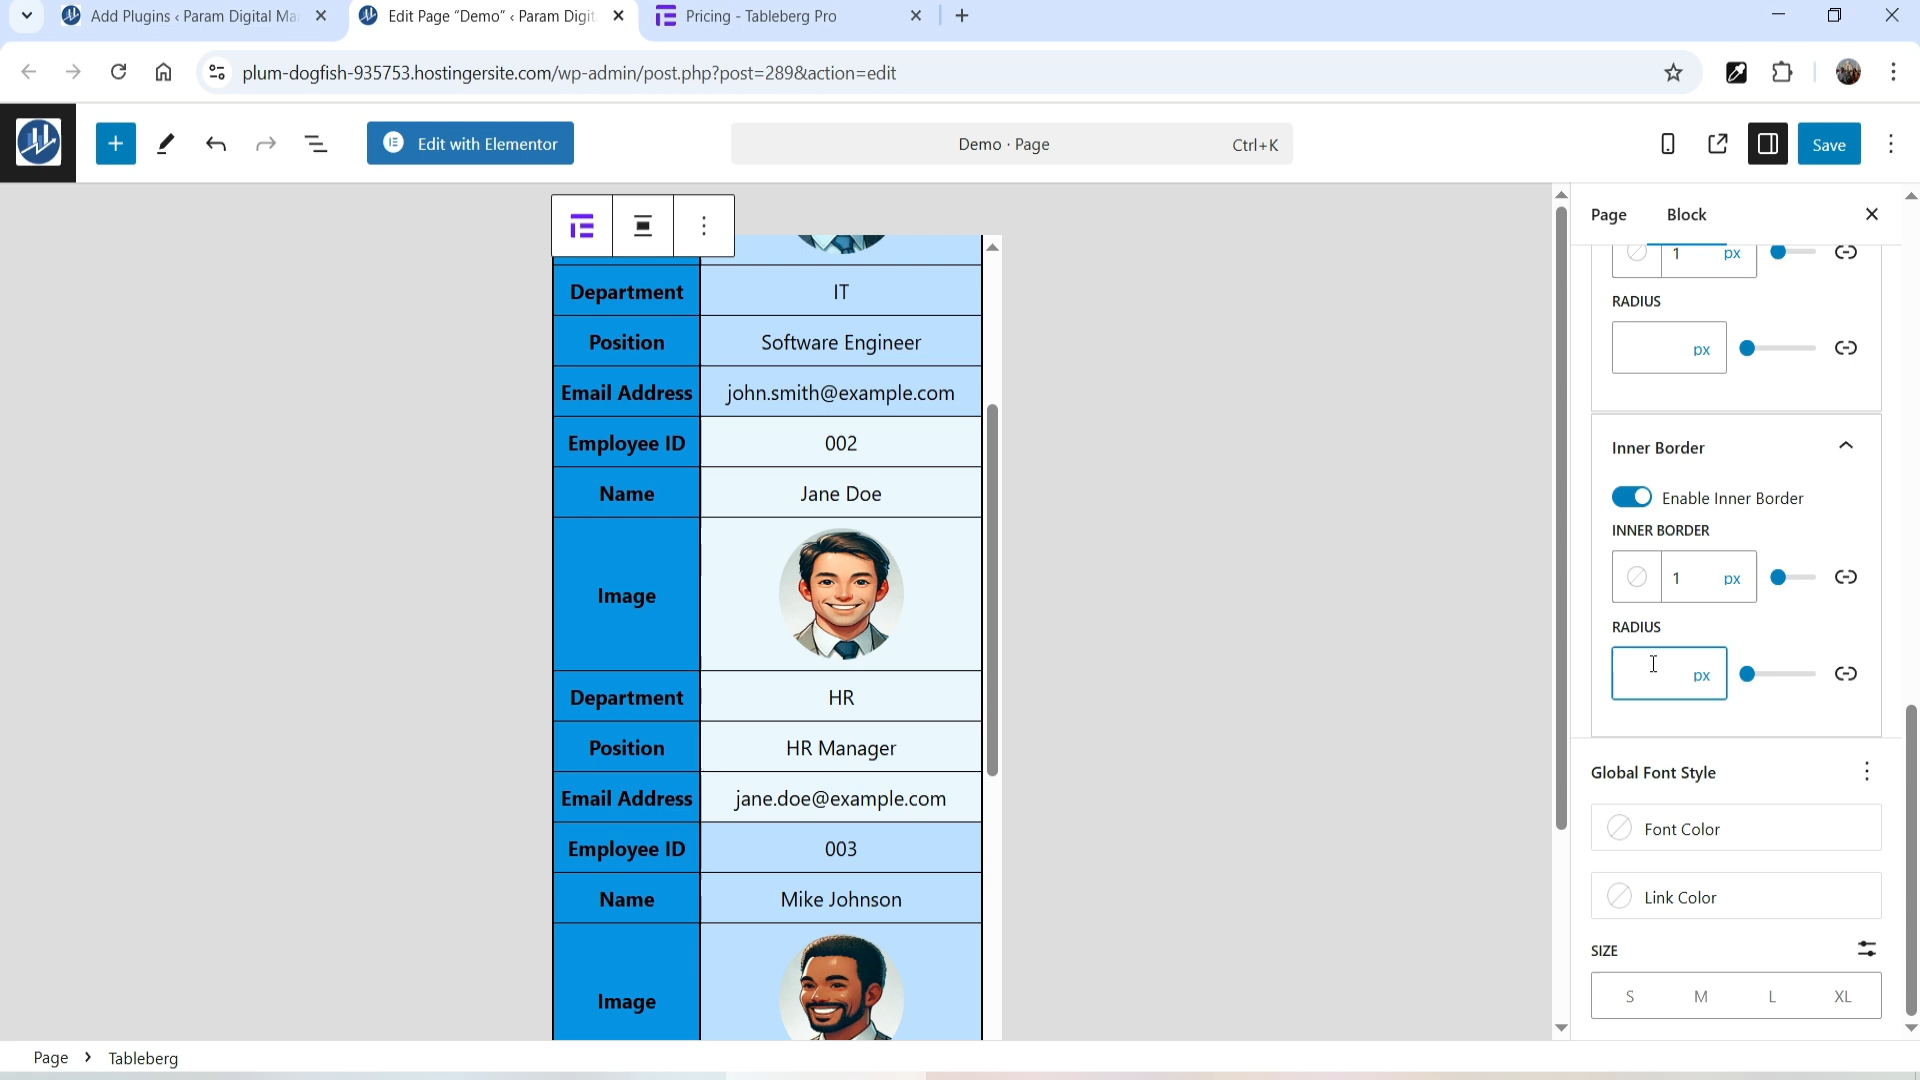 Add Plugins ‹ Param Digital Ma
Edit Page “Demo” ‹ Param Digit
Pricing - Tableberg Pro
plum-dogfish-935753.hostingersite.com/wp-admin/post.php?post=289&action=edit
Edit with Elementor
Demo · Page
Ctrl+K
Save
Page
Block
1 px
RADIUS
px
Inner Border
Enable Inner Border
INNER BORDER
1 px
RADIUS
px
Global Font Style
Font Color
Link Color
SIZE
S M L XL
Department IT
Position Software Engineer
Email Address john.smith@example.com
Employee ID 002
Name Jane Doe
Image
Department HR
Position HR Manager
Email Address jane.doe@example.com
Employee ID 003
Name Mike Johnson
Image
Page › Tableberg